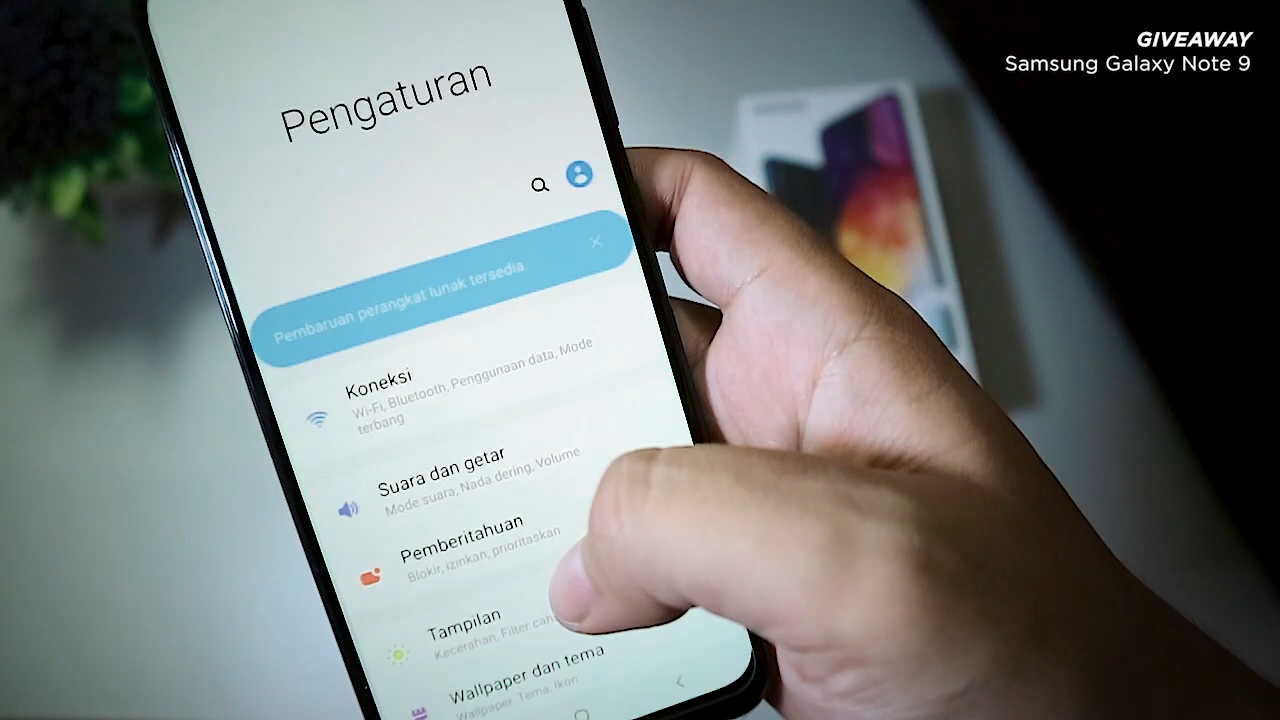 GIVEAWAY
Samsung Galaxy Note 9
Pengaturan
Pembaruan perangkat lunak tersedia
Koneksi
Wi-Fi, Bluetooth, Penggunaan data, Mode
terbang
Suara dan getar
Mode suara, Nada dering, Volume
Pemberitahuan
Blokir, izinkan, prioritaskan
Tampilan
Kecerahan, Filter
Wallpaper dan tema
Wallpaper, Tema, Ikon